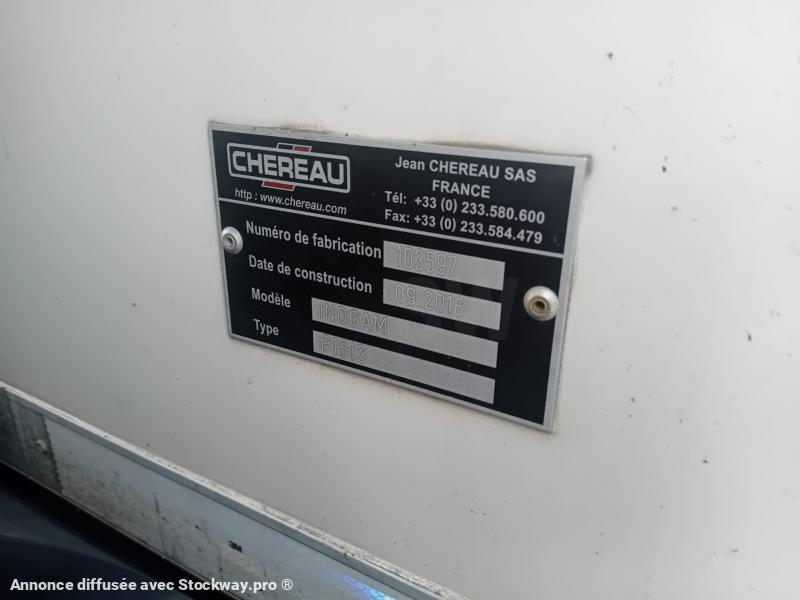 CHEREAU
http : www.chereau.com
Jean CHEREAU SAS
FRANCE
Tél: +33 (0) 233.580.600
Fax: +33 (0) 233.584.479
Numéro de fabrication 103597
Date de construction 09.2016
Modèle INOGAM
Type P1513
3M
Annonce diffusée avec Stockway.pro ®